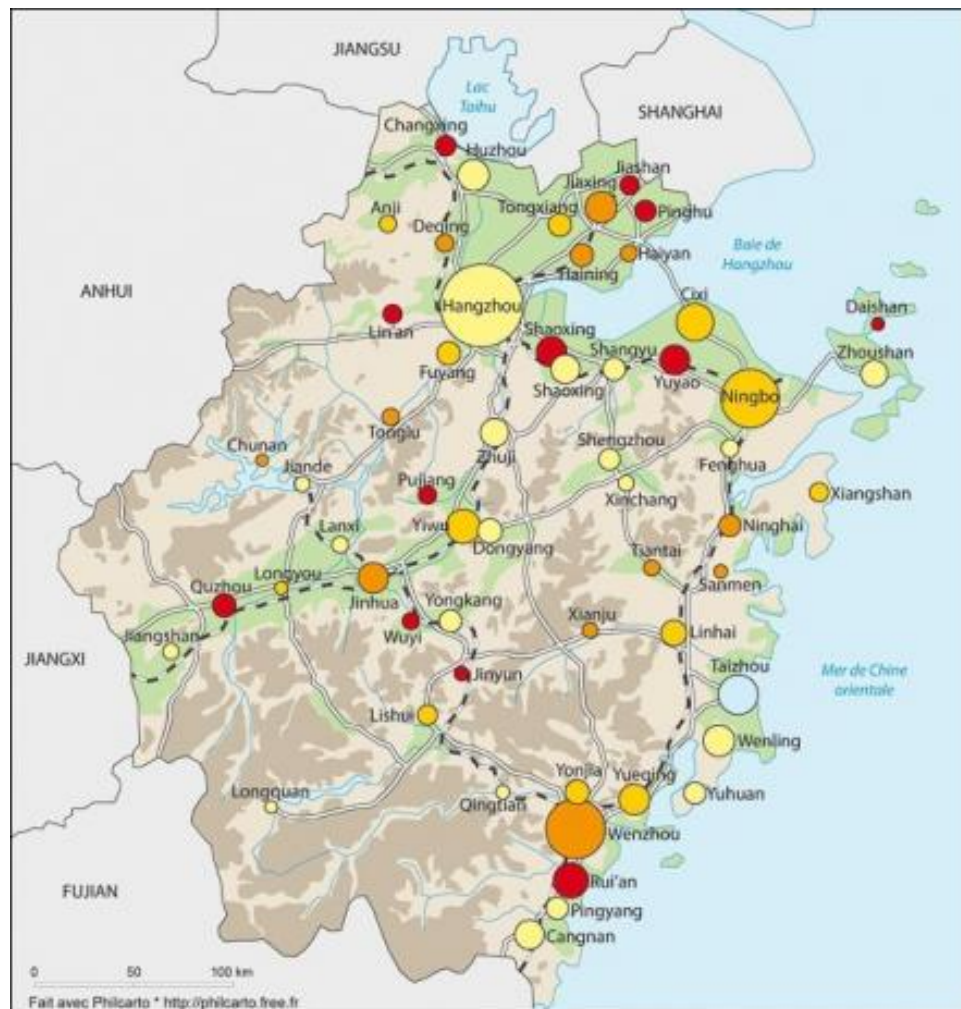 JIANGSU
Lac
Taihu
SHANGHAI
Changxing
Huzhou
Jiashan
Jiaxing
Anji
Tongxiang
Pinghu
Deqing
Haiyan
Baie de
Hangzhou
Haining
ANHUI
Hangzhou
Cixi
Daishan
Lin'an
Shaoxing
Shangyu
Zhoushan
Fuyang
Yuyao
Shaoxing
Ningbo
Tonglu
Chunan
Zhuji
Shengzhou
Fenghua
Jiande
Pujiang
Xinchang
Xiangshan
Lanxi
Yiwu
Dongyang
Ninghai
Tiantai
Longyou
Sanmen
Quzhou
Jinhua
Yongkang
Xianju
Jiangshan
Wuyi
Linhai
JIANGXI
Taizhou
Mer de Chine
orientale
Jinyun
Lishui
Wenling
Yonjia
Yueqing
Longquan
Qingtian
Yuhuan
Wenzhou
FUJIAN
Rui'an
Pingyang
Cangnan
0 50 100 km
Fait avec Philcarto * http://philcarto.free.fr